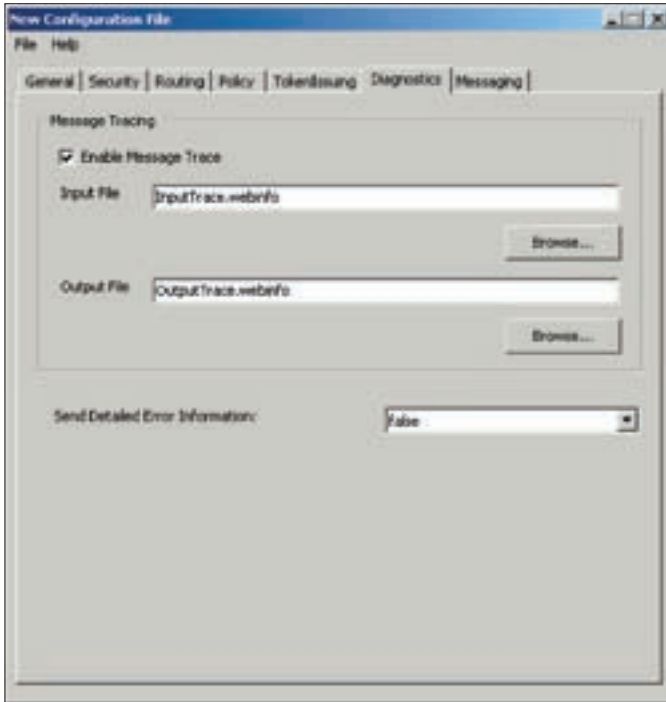 New Configuration File
File Help
General Security Routing Policy TokenIssuing Diagnostics Messaging
Message Tracing
Enable Message Trace
Input File InputTrace.webinfo
Browse...
Output File OutputTrace.webinfo
Browse...
Send Detailed Error Information: false